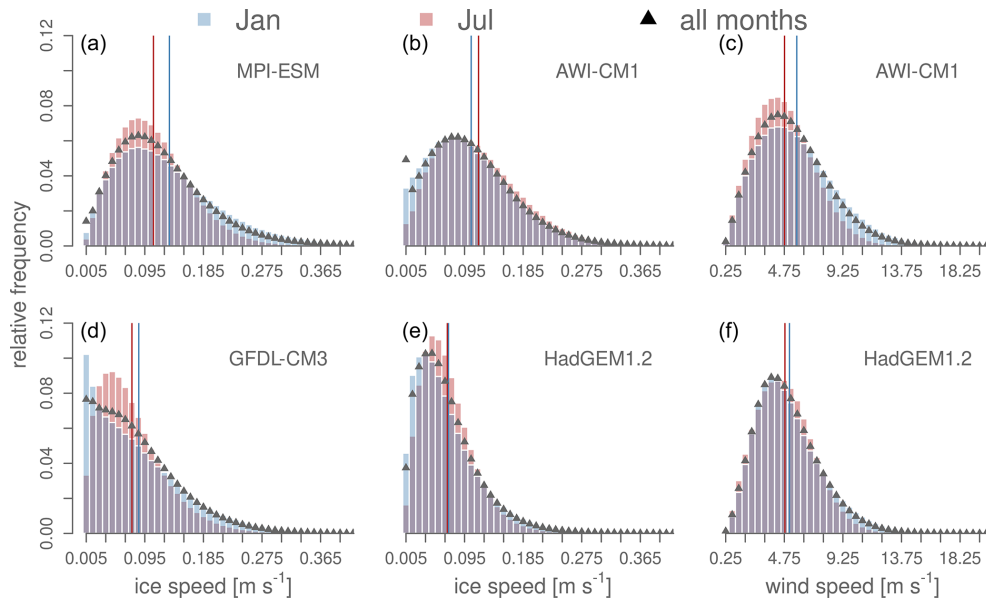 Jan Jul all months
relative frequency
(a) MPI-ESM
0.12
0.08
0.04
0.00
0.005 0.095 0.185 0.275 0.365
(b) AWI-CM1
0.005 0.095 0.185 0.275 0.365
(c) AWI-CM1
0.25 4.75 9.25 13.75 18.25
(d) GFDL-CM3
0.12
0.08
0.04
0.00
0.005 0.095 0.185 0.275 0.365
ice speed [m s⁻¹]
(e) HadGEM1.2
0.005 0.095 0.185 0.275 0.365
ice speed [m s⁻¹]
(f) HadGEM1.2
0.25 4.75 9.25 13.75 18.25
wind speed [m s⁻¹]